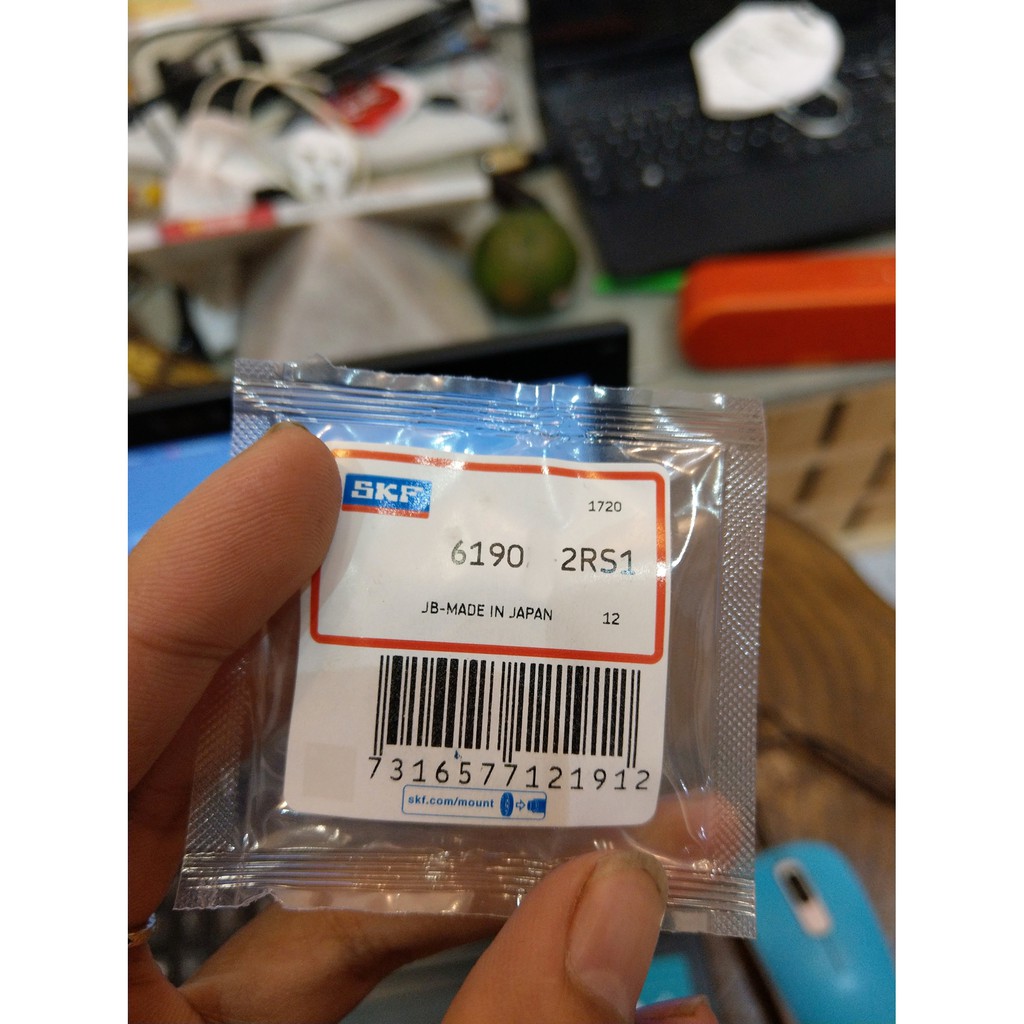 SKF
1720
6190 2RS1
JB-MADE IN JAPAN
12
7316577121912
skf.com/mount